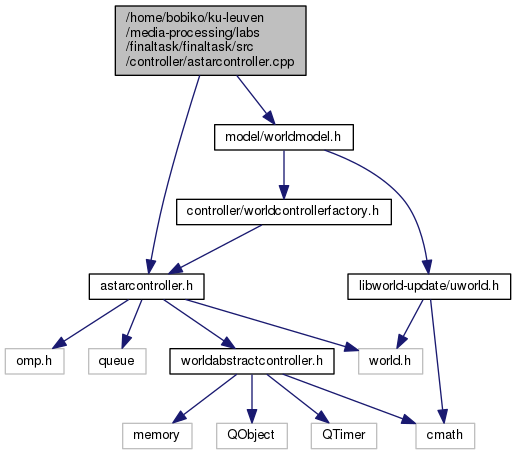 /home/bobiko/ku-leuven
/media-processing/labs
/finaltask/finaltask/src
/controller/astarcontroller.cpp
model/worldmodel.h
controller/worldcontrollerfactory.h
astarcontroller.h
libworld-update/uworld.h
omp.h
queue
worldabstractcontroller.h
world.h
memory
QObject
QTimer
cmath